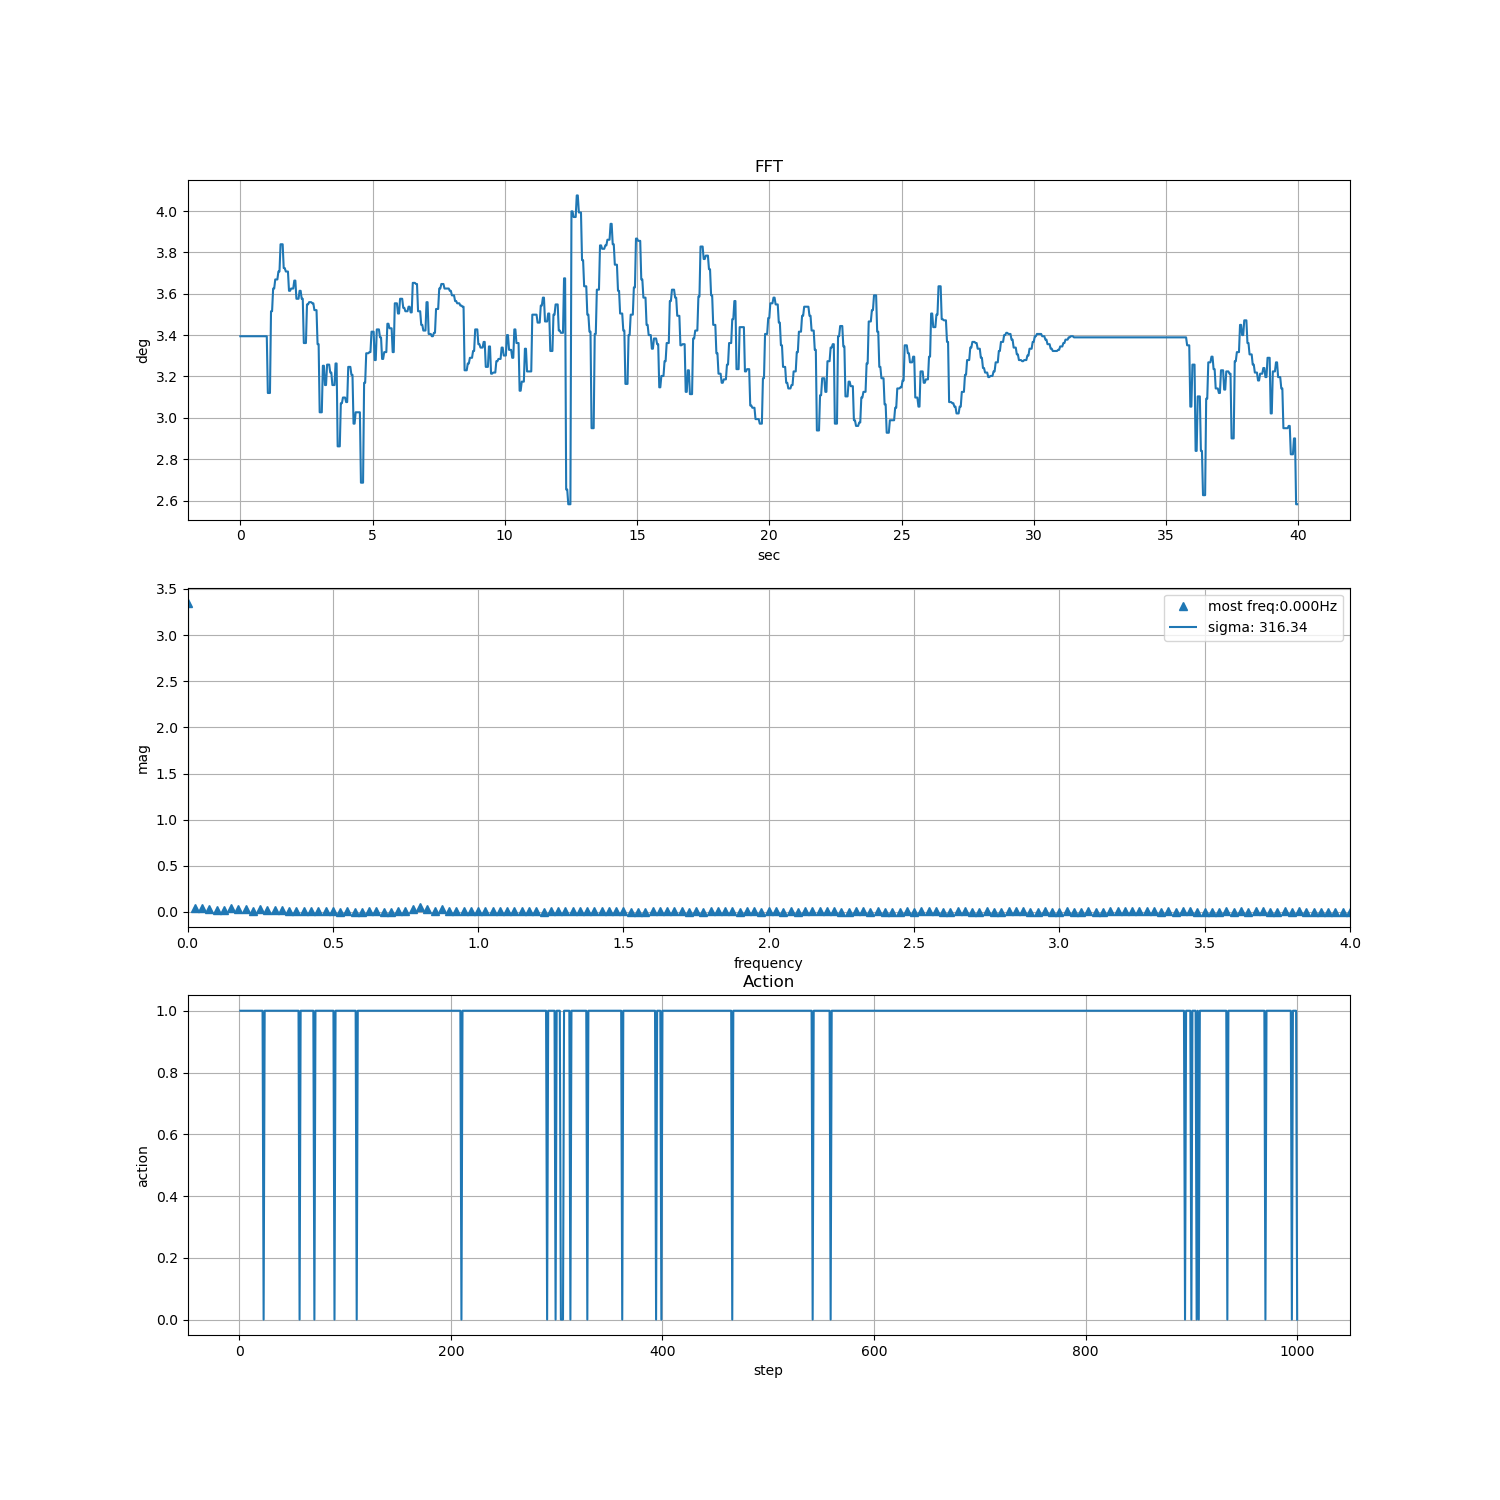 FFT
4.0
3.8
3.6
3.4
3.2
3.0
2.8
2.6
deg
0 5 10 15 20 25 30 35 40
sec
3.5
3.0
2.5
2.0
1.5
1.0
0.5
0.0
mag
most freq:0.000Hz
sigma: 316.34
0.0 0.5 1.0 1.5 2.0 2.5 3.0 3.5 4.0
frequency
Action
1.0
0.8
0.6
0.4
0.2
0.0
action
0 200 400 600 800 1000
step